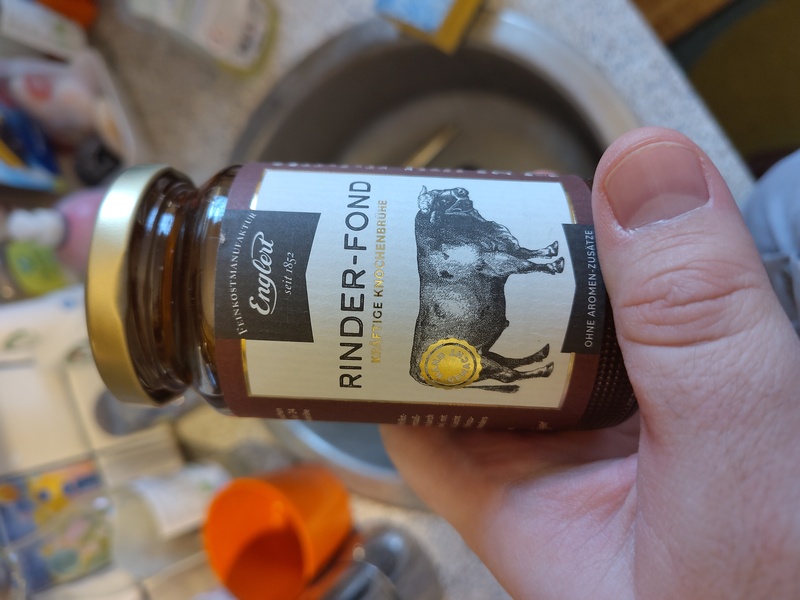 FEINKOSTMANUFAKTUR
Englert
seit 1852
RINDER-FOND
KRÄFTIGE KNOCHENBRÜHE
OHNE AROMEN-ZUSÄTZE